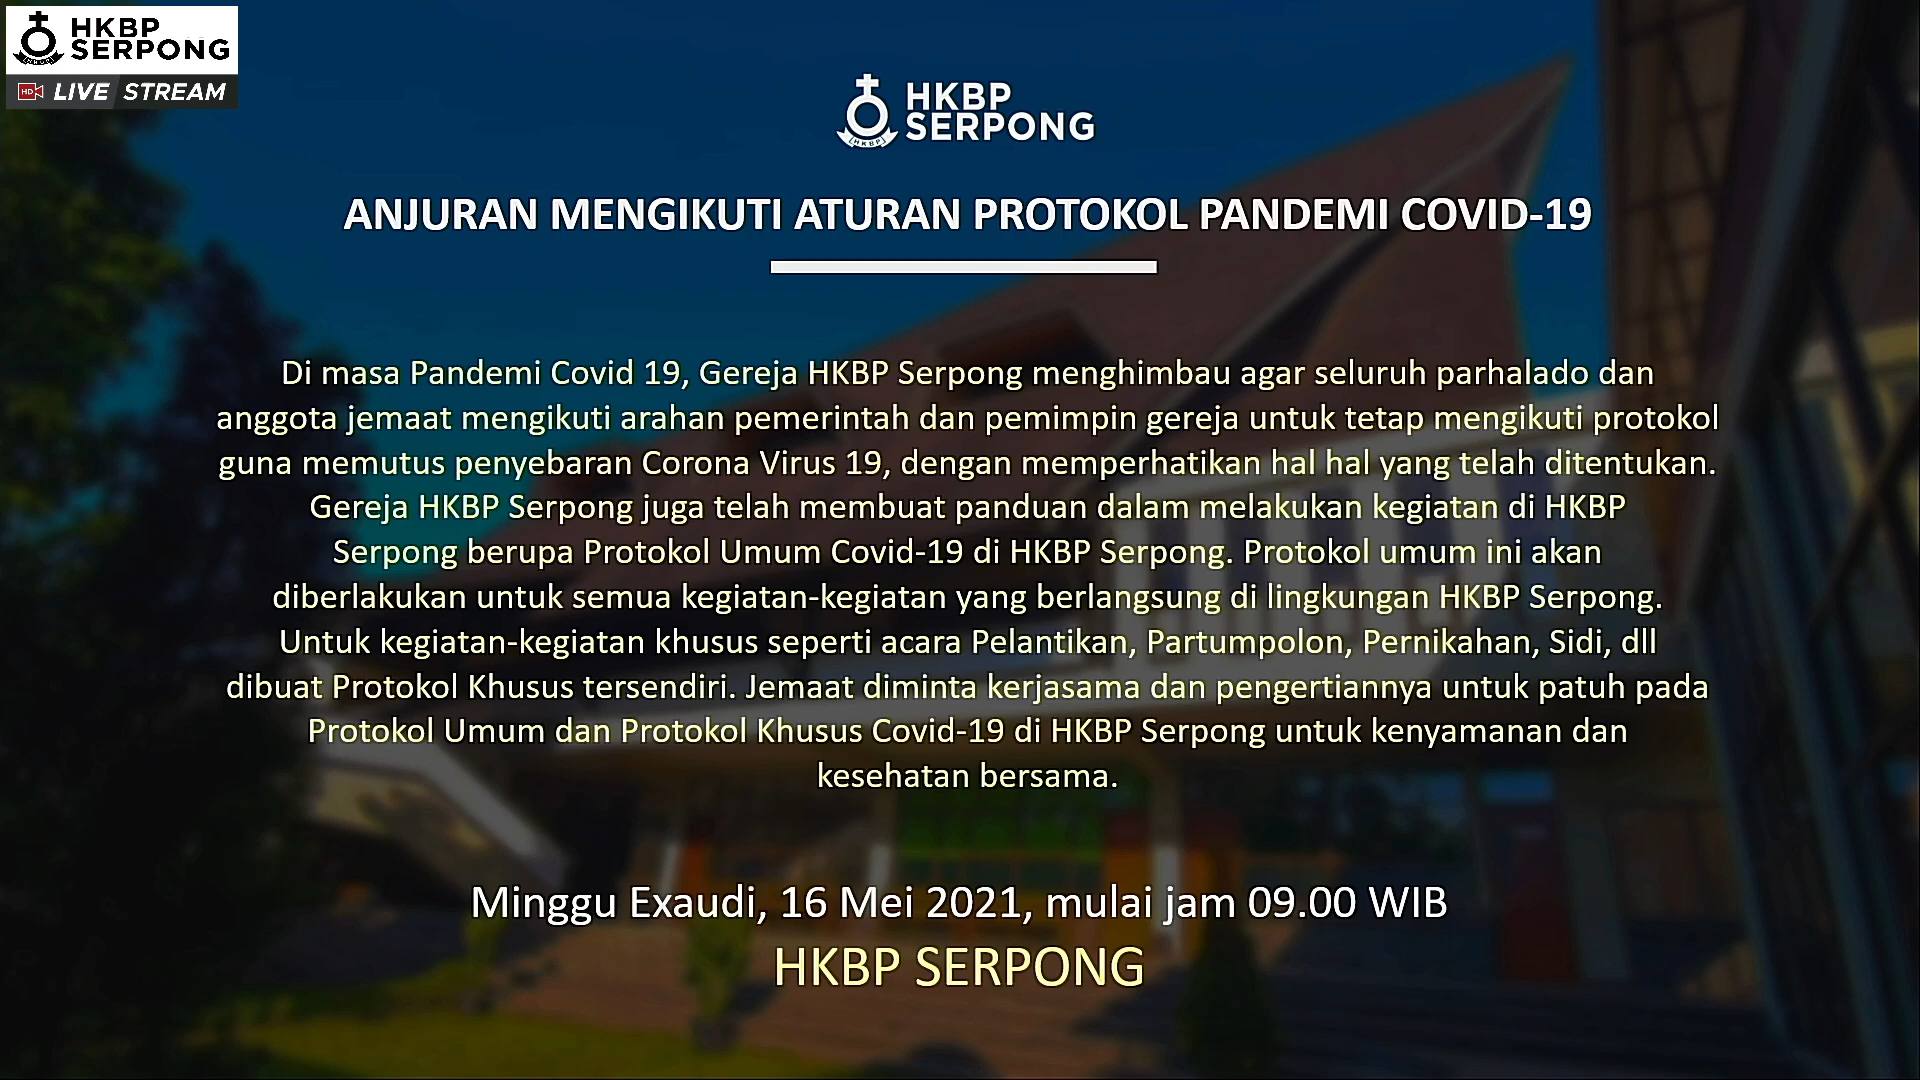 HKBP
SERPONG
HD LIVE STREAM
HKBP
SERPONG
HKBP
ANJURAN MENGIKUTI ATURAN PROTOKOL PANDEMI COVID-19
Di masa Pandemi Covid 19, Gereja HKBP Serpong menghimbau agar seluruh parhalado dan
anggota jemaat mengikuti arahan pemerintah dan pemimpin gereja untuk tetap mengikuti protokol
guna memutus penyebaran Corona Virus 19, dengan memperhatikan hal hal yang telah ditentukan.
Gereja HKBP Serpong juga telah membuat panduan dalam melakukan kegiatan di HKBP
Serpong berupa Protokol Umum Covid-19 di HKBP Serpong. Protokol umum ini akan
diberlakukan untuk semua kegiatan-kegiatan yang berlangsung di lingkungan HKBP Serpong.
Untuk kegiatan-kegiatan khusus seperti acara Pelantikan, Partumpolon, Pernikahan, Sidi, dll
dibuat Protokol Khusus tersendiri. Jemaat diminta kerjasama dan pengertiannya untuk patuh pada
Protokol Umum dan Protokol Khusus Covid-19 di HKBP Serpong untuk kenyamanan dan
kesehatan bersama.
Minggu Exaudi, 16 Mei 2021, mulai jam 09.00 WIB
HKBP SERPONG